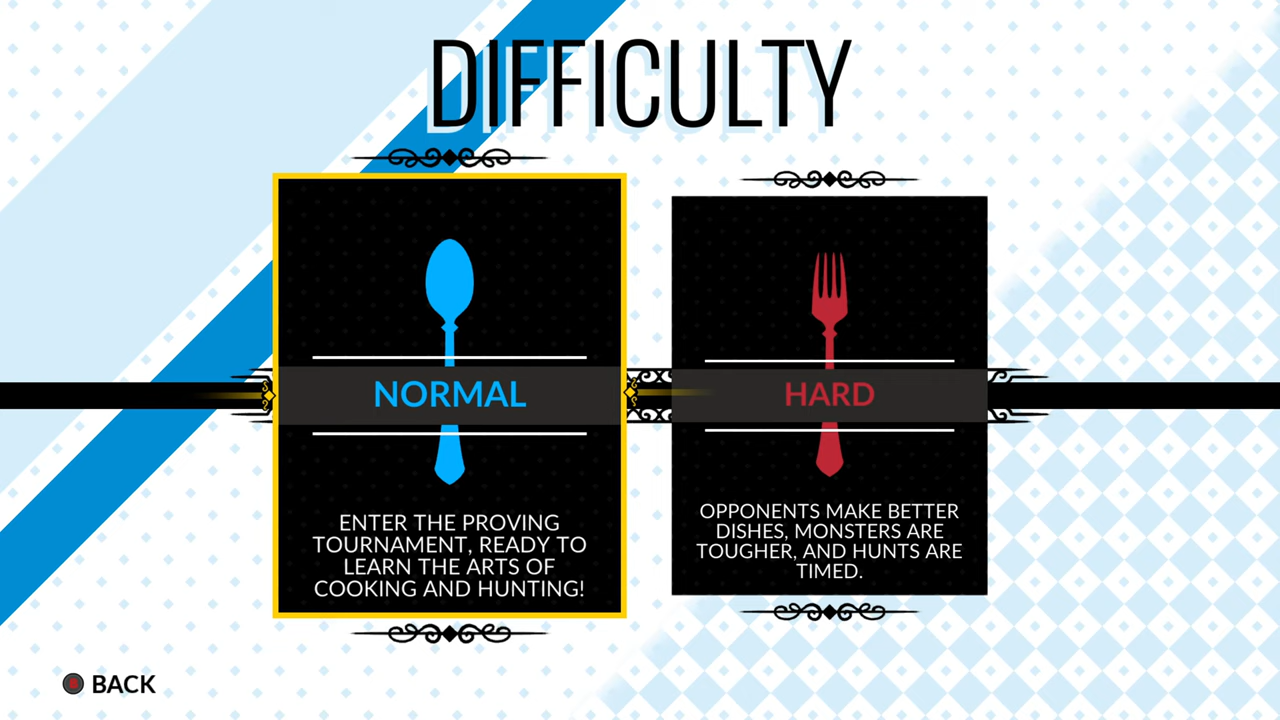 DIFFICULTY
NORMAL
ENTER THE PROVING
TOURNAMENT, READY TO
LEARN THE ARTS OF
COOKING AND HUNTING!
HARD
OPPONENTS MAKE BETTER
DISHES, MONSTERS ARE
TOUGHER, AND HUNTS ARE
TIMED.
BACK